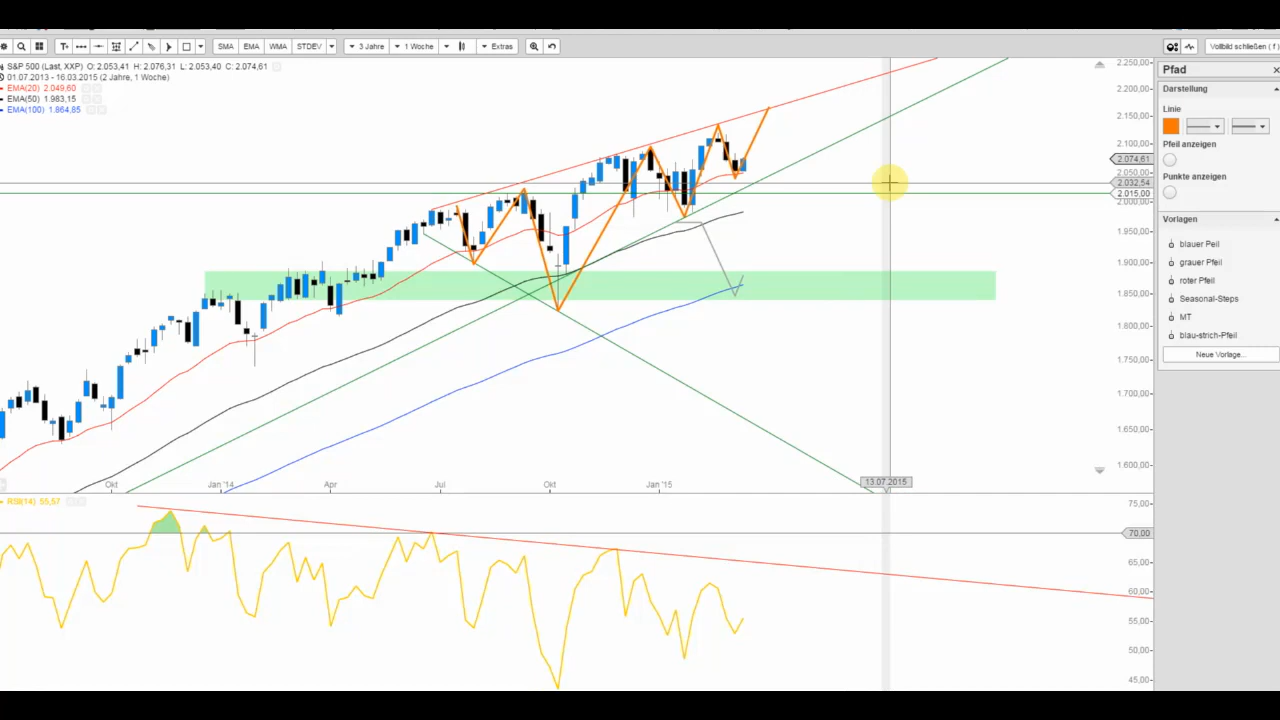 T+
SMA EMA WMA STDEV 3 Jahre 1 Woche Extras Vollbild schließen ( f )
S&P 500 (Last, XXP) O: 2.053,41 H: 2.076,31 L: 2.053,40 C: 2.074,61
01.07.2013 - 16.03.2015 (2 Jahre, 1 Woche)
EMA(20) 2.049,60
EMA(50) 1.983,15
EMA(100) 1.864,85
2.250,00
2.200,00
2.150,00
2.100,00
2.074,61
2.050,00
2.032,54
2.015,00
2.000,00
1.950,00
1.900,00
1.850,00
1.800,00
1.750,00
1.700,00
1.650,00
1.600,00
Okt Jan '14 Apr Jul Okt Jan '15 13.07.2015
RSI(14) 55,57
75,00
70,00
65,00
60,00
55,00
50,00
45,00
Pfad
Darstellung
Linie
Pfeil anzeigen
Punkte anzeigen
Vorlagen
blauer Peil
grauer Pfeil
roter Pfeil
Seasonal-Steps
MT
blau-strich-Pfeil
Neue Vorlage...